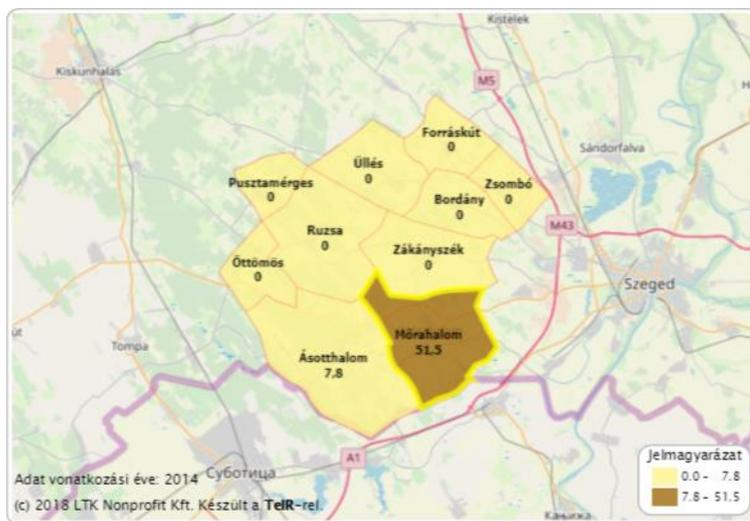 Kistelek
Kiskunhalas
M5
Forráskút
0
Sándorfalva
Üllés
0
Pusztamérges
0
Zsombó
0
Bordány
0
M43
Ruzsa
0
Zákányszék
0
Öttömös
0
Szeged
Mórahalom
51,5
Tompa
Ásotthalom
7,8
A1
Суботица
Кањижа
Jelmagyarázat
0.0 - 7.8
7.8 - 51.5
Adat vonatkozási éve: 2014
(c) 2018 LTK Nonprofit Kft. Készült a TeIR-rel.